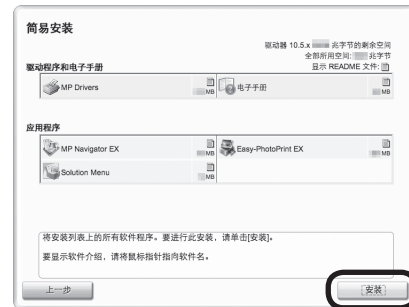 简易安装
驱动器 10.5.x 兆字节的剩余空间
全部所用空间: 兆字节
驱动程序和电子手册
显示 README 文件:
MP Drivers
MB
电子手册
MB
应用程序
MP Navigator EX
MB
Easy-PhotoPrint EX
MB
Solution Menu
MB
将安装列表上的所有软件程序。要进行此安装，请单击[安装]。
要显示软件介绍，请将鼠标指针指向软件名。
上一步
安装